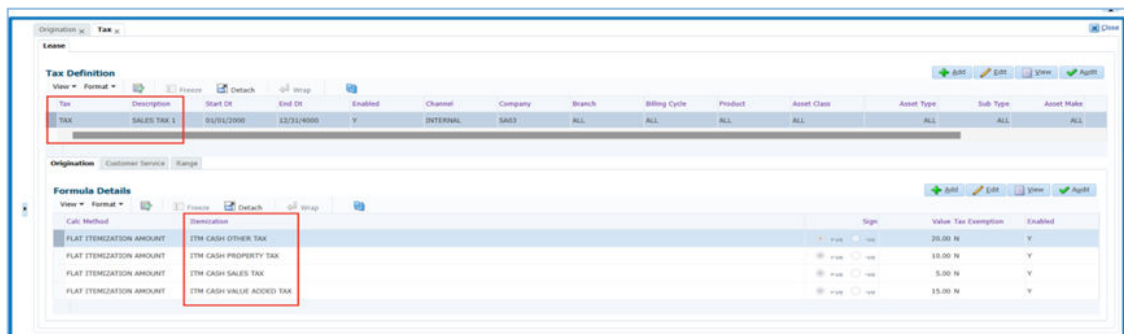 Origination Tax
Close
Lease
Tax Definition
Add Edit View Audit
View Format Freeze Detach Wrap
Tax Description Start Dt End Dt Enabled Channel Company Branch Billing Cycle Product Asset Class Asset Type Sub Type Asset Make
TAX SALES TAX 1 01/01/2000 12/31/4000 Y INTERNAL SA03 ALL ALL ALL ALL ALL ALL ALL
Origination Customer Service Range
Formula Details
Add Edit View Audit
View Format Freeze Detach Wrap
Calc Method Itemization Sign Value Tax Exemption Enabled
FLAT ITEMIZATION AMOUNT ITM CASH OTHER TAX +ve -ve 20.00 N Y
FLAT ITEMIZATION AMOUNT ITM CASH PROPERTY TAX +ve -ve 10.00 N Y
FLAT ITEMIZATION AMOUNT ITM CASH SALES TAX +ve -ve 5.00 N Y
FLAT ITEMIZATION AMOUNT ITM CASH VALUE ADDED TAX +ve -ve 15.00 N Y